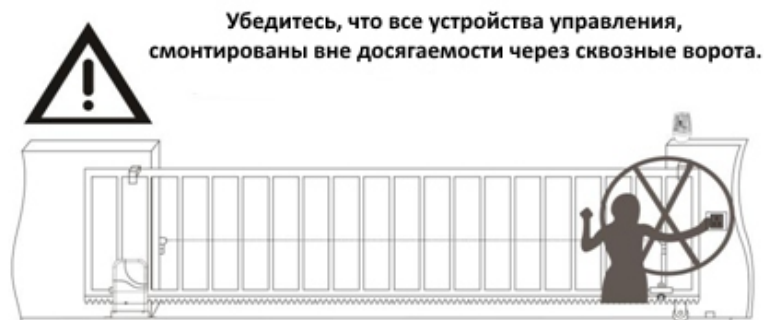 Убедитесь, что все устройства управления,
смонтированы вне досягаемости через сквозные ворота.